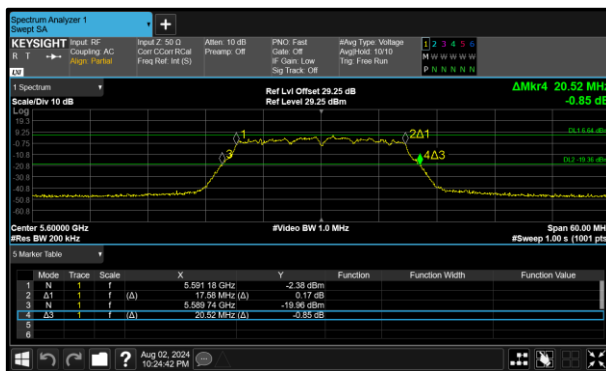 Spectrum Analyzer 1
Swept SA
+
KEYSIGHT
R T
LXI
Input: RF
Coupling: AC
Align: Partial
Input Z: 50 Ω
Corr CCorr RCal
Freq Ref: Int (S)
Atten: 10 dB
Preamp: Off
PNO: Fast
Gate: Off
IF Gain: Low
Sig Track: Off
#Avg Type: Voltage
Avg|Hold: 10/10
Trig: Free Run
1 2 3 4 5 6
M W W W W W
P N N N N N
1 Spectrum
Scale/Div 10 dB
Log
Ref Lvl Offset 29.25 dB
Ref Level 29.25 dBm
ΔMkr4 20.52 MHz
-0.85 dB
19.3
9.25
-0.75
-10.8
-20.8
-30.8
-40.8
-50.8
-60.8
1
2Δ1
3
4Δ3
DL1 6.64 dBm
DL2 -19.36 dBm
Center 5.60000 GHz
#Res BW 200 kHz
#Video BW 1.0 MHz
Span 60.00 MHz
#Sweep 1.00 s (1001 pts)
5 Marker Table
Mode Trace Scale X Y Function Function Width Function Value
1 N 1 f 5.591 18 GHz -2.38 dBm
2 Δ1 1 f (Δ) 17.58 MHz (Δ) 0.17 dB
3 N 1 f 5.589 74 GHz -19.96 dBm
4 Δ3 1 f (Δ) 20.52 MHz (Δ) -0.85 dB
5
6
?
Aug 02, 2024
10:24:42 PM